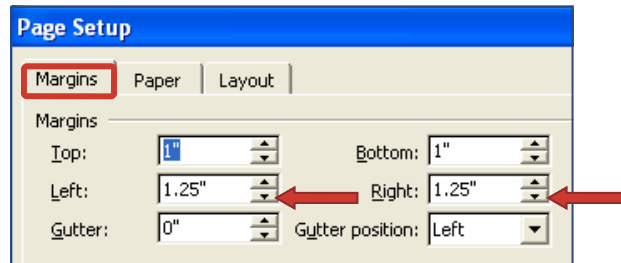 Page Setup
Margins Paper Layout
Margins
Top: 1" Bottom: 1"
Left: 1.25" Right: 1.25"
Gutter: 0" Gutter position: Left